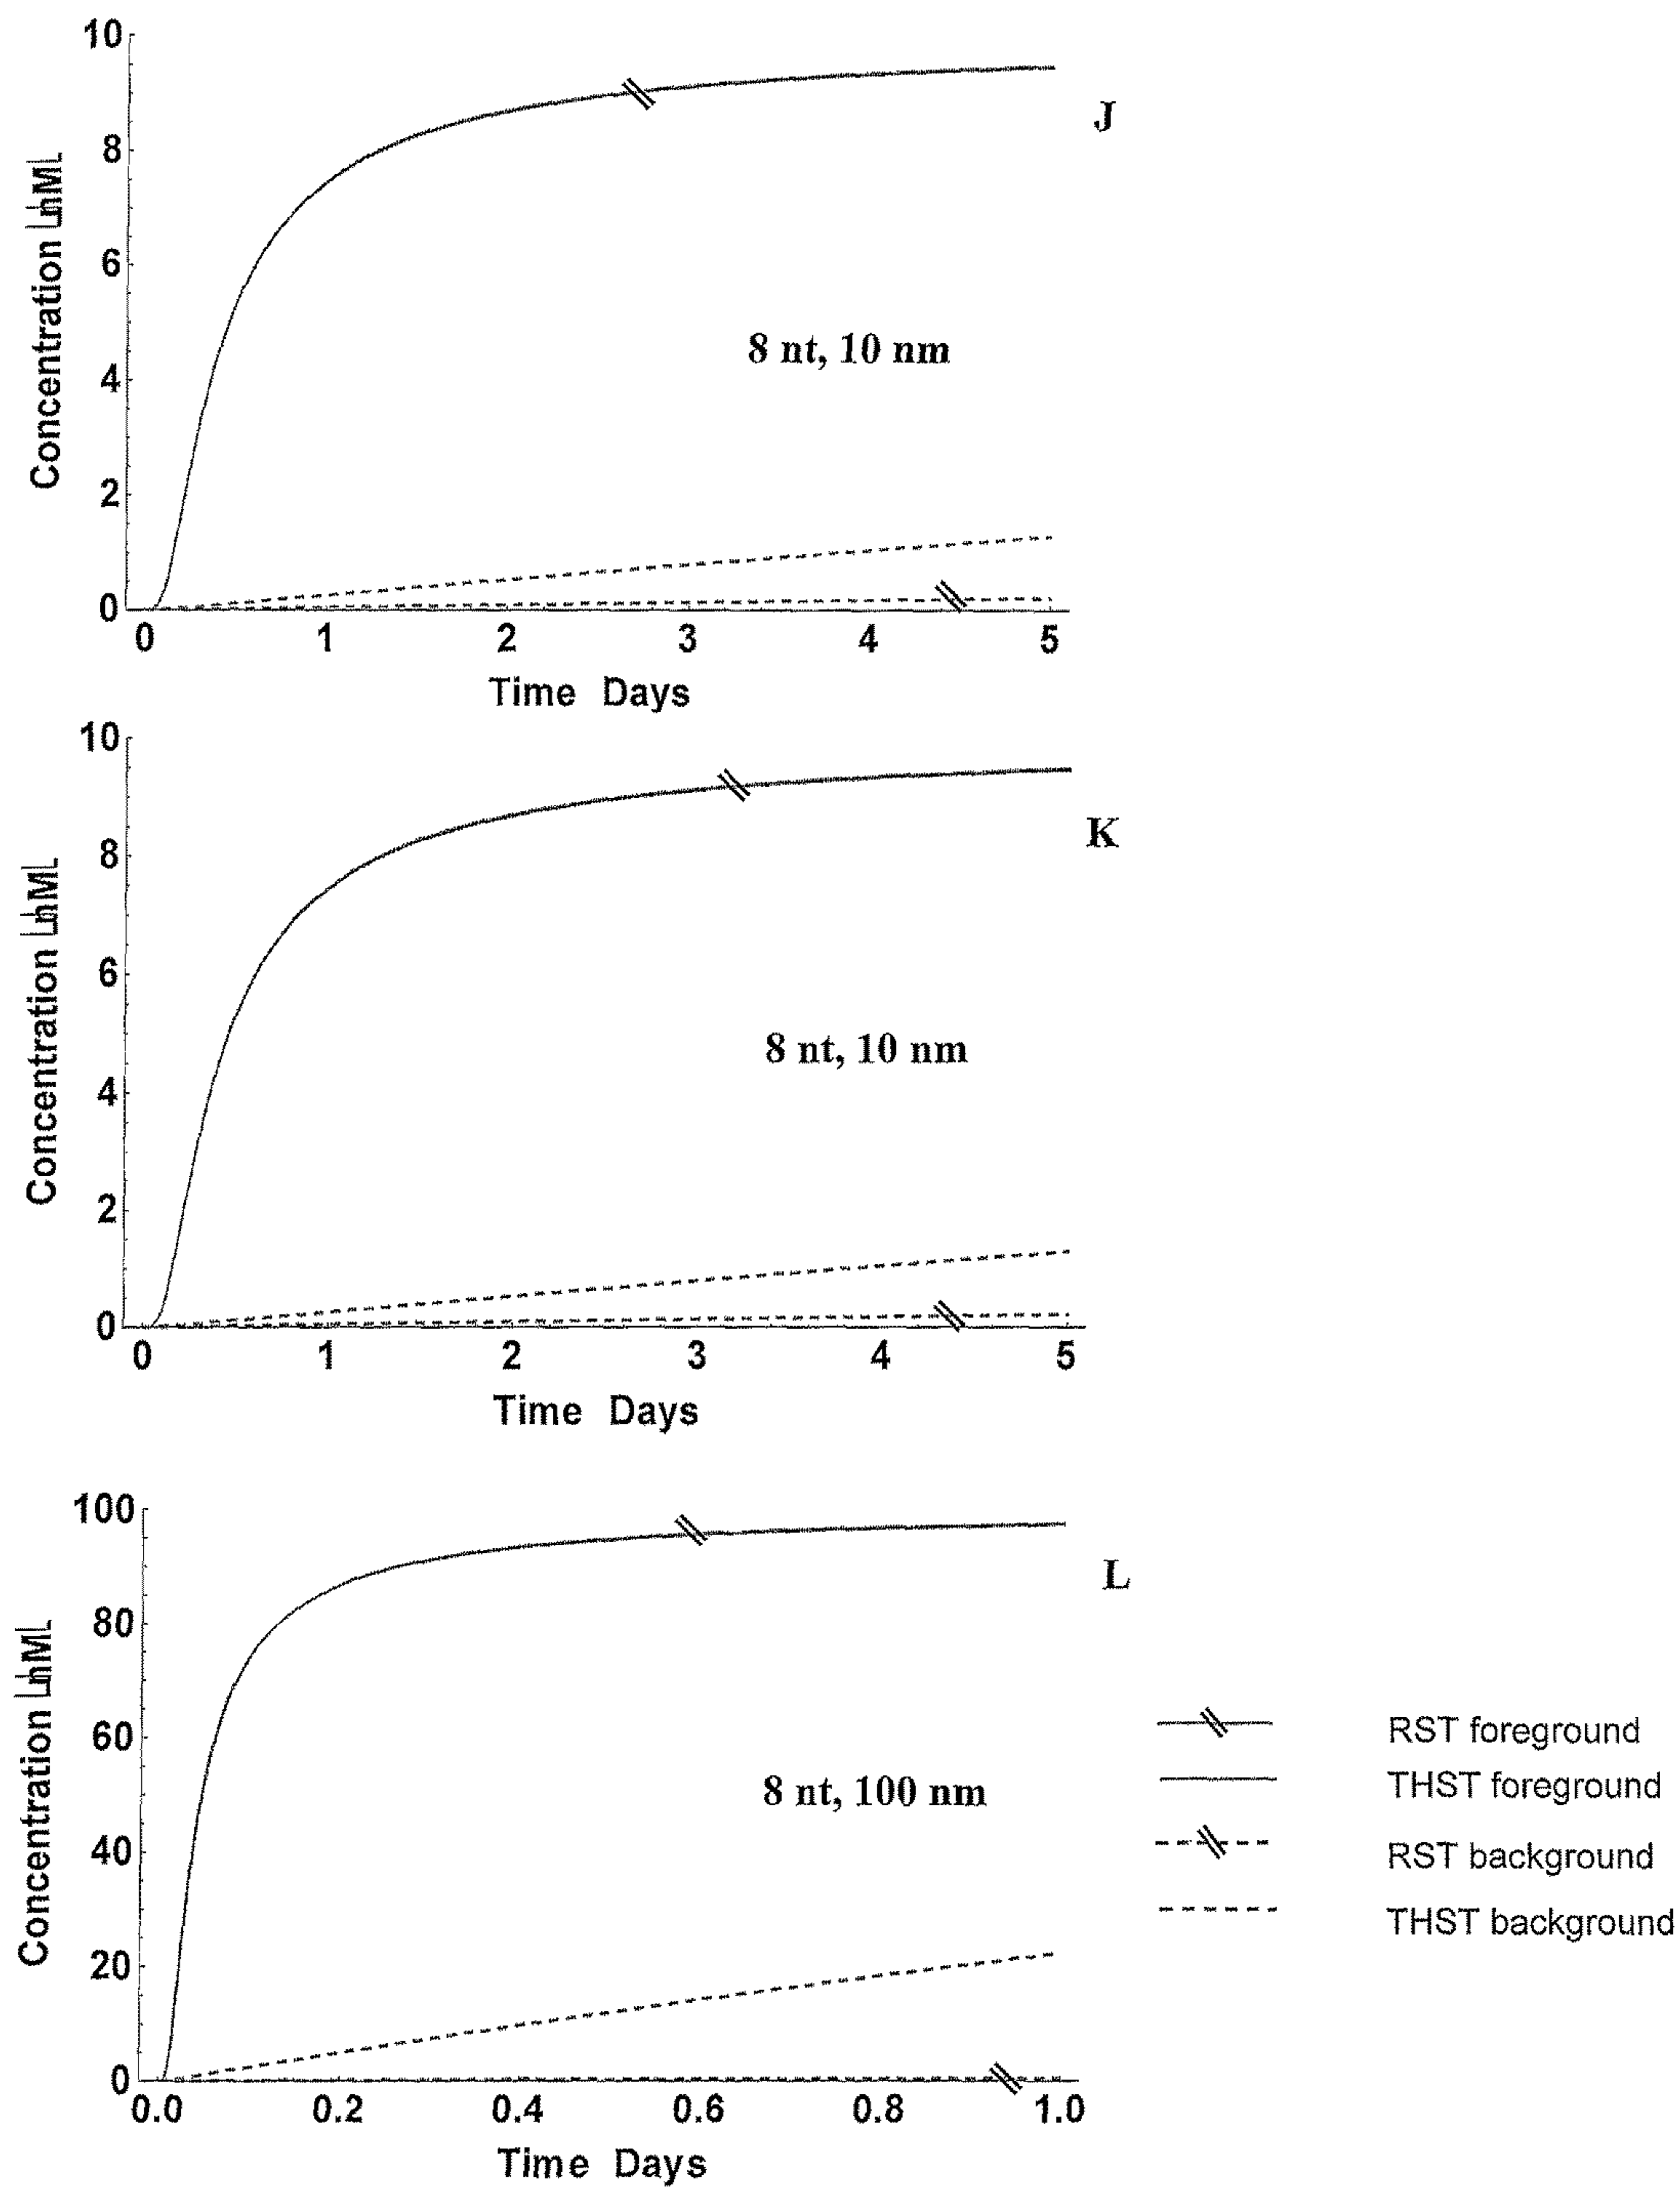 10
8
6
4
2
0
Concentration
J
8 nt, 10 nm
0 1 2 3 4 5
Time Days
10
8
6
4
2
0
Concentration
K
8 nt, 10 nm
0 1 2 3 4 5
Time Days
100
80
60
40
20
0
Concentration
L
8 nt, 100 nm
0.0 0.2 0.4 0.6 0.8 1.0
Time Days
RST foreground
THST foreground
RST background
THST background